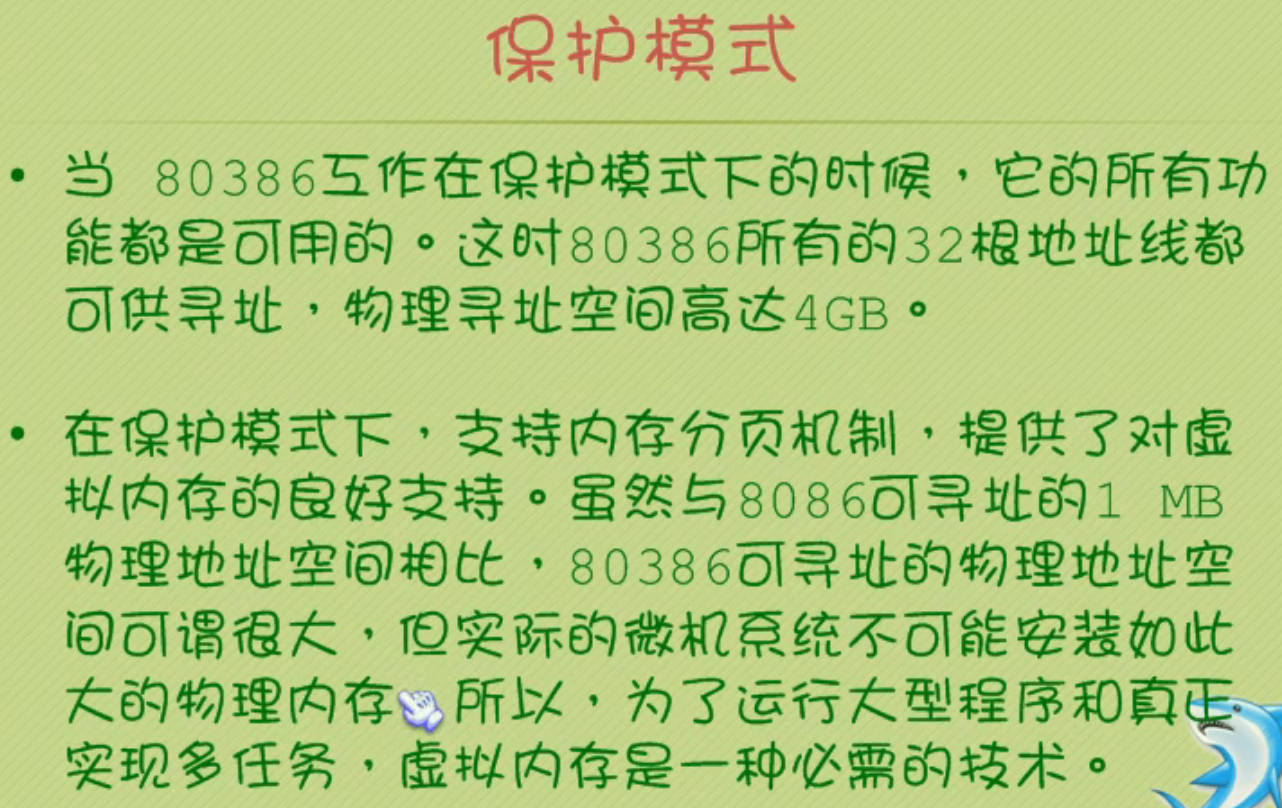 保护模式
• 当 80386互作在保护模式下的时候，它的所有功
能都是可用的。这时80386所有的32根地址线都
可供寻址，物理寻址空间高达4GB。
• 在保护模式下，支持内存分页机制，提供了对虚
拟内存的良好支持。虽然与8086可寻址的1 MB
物理地址空间相比，80386可寻址的物理地址空
间可谓很大，但实际的微机系统不可能安装如此
大的物理内存 所以，为了运行大型程序和真正
实现多任务，虚拟内存是一种必需的技术。